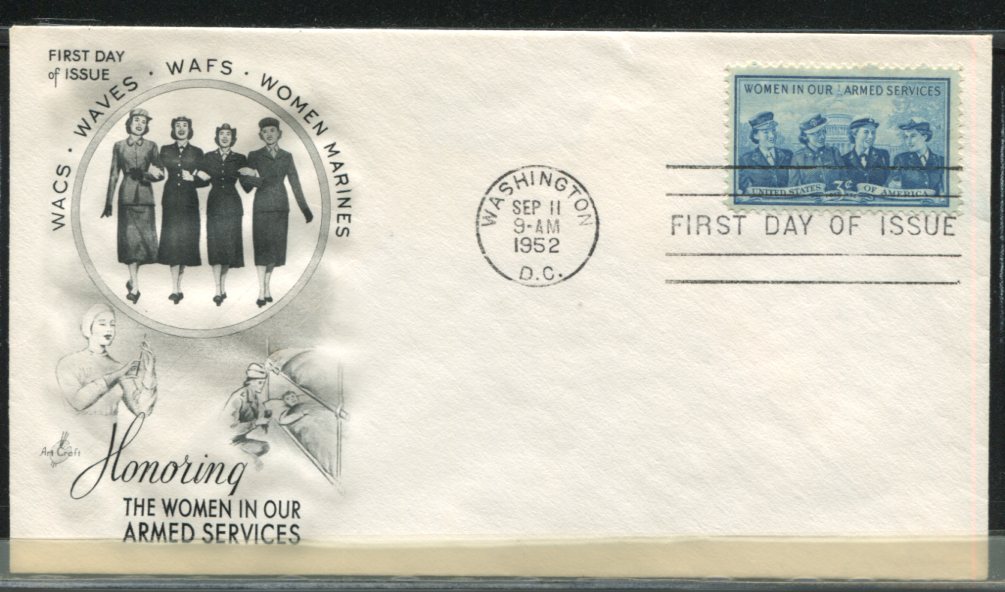 FIRST DAY
of ISSUE
WACS · WAVES · WAFS · WOMEN MARINES
Art Craft
Honoring
THE WOMEN IN OUR
ARMED SERVICES
WASHINGTON
SEP 11
9-AM
1952
D.C.
WOMEN IN OUR ARMED SERVICES
UNITED STATES 3¢ OF AMERICA
FIRST DAY OF ISSUE